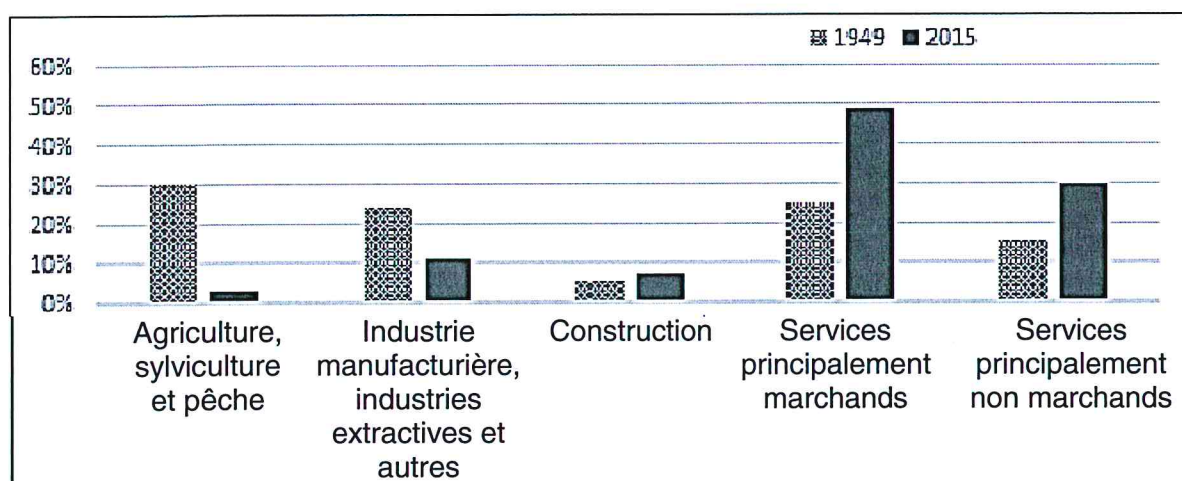 1949 2015
60%
50%
40%
30%
20%
10%
0%
Agriculture,
sylviculture
et pêche
Industrie
manufacturière,
industries
extractives et
autres
Construction
Services
principalement
marchands
Services
principalement
non marchands